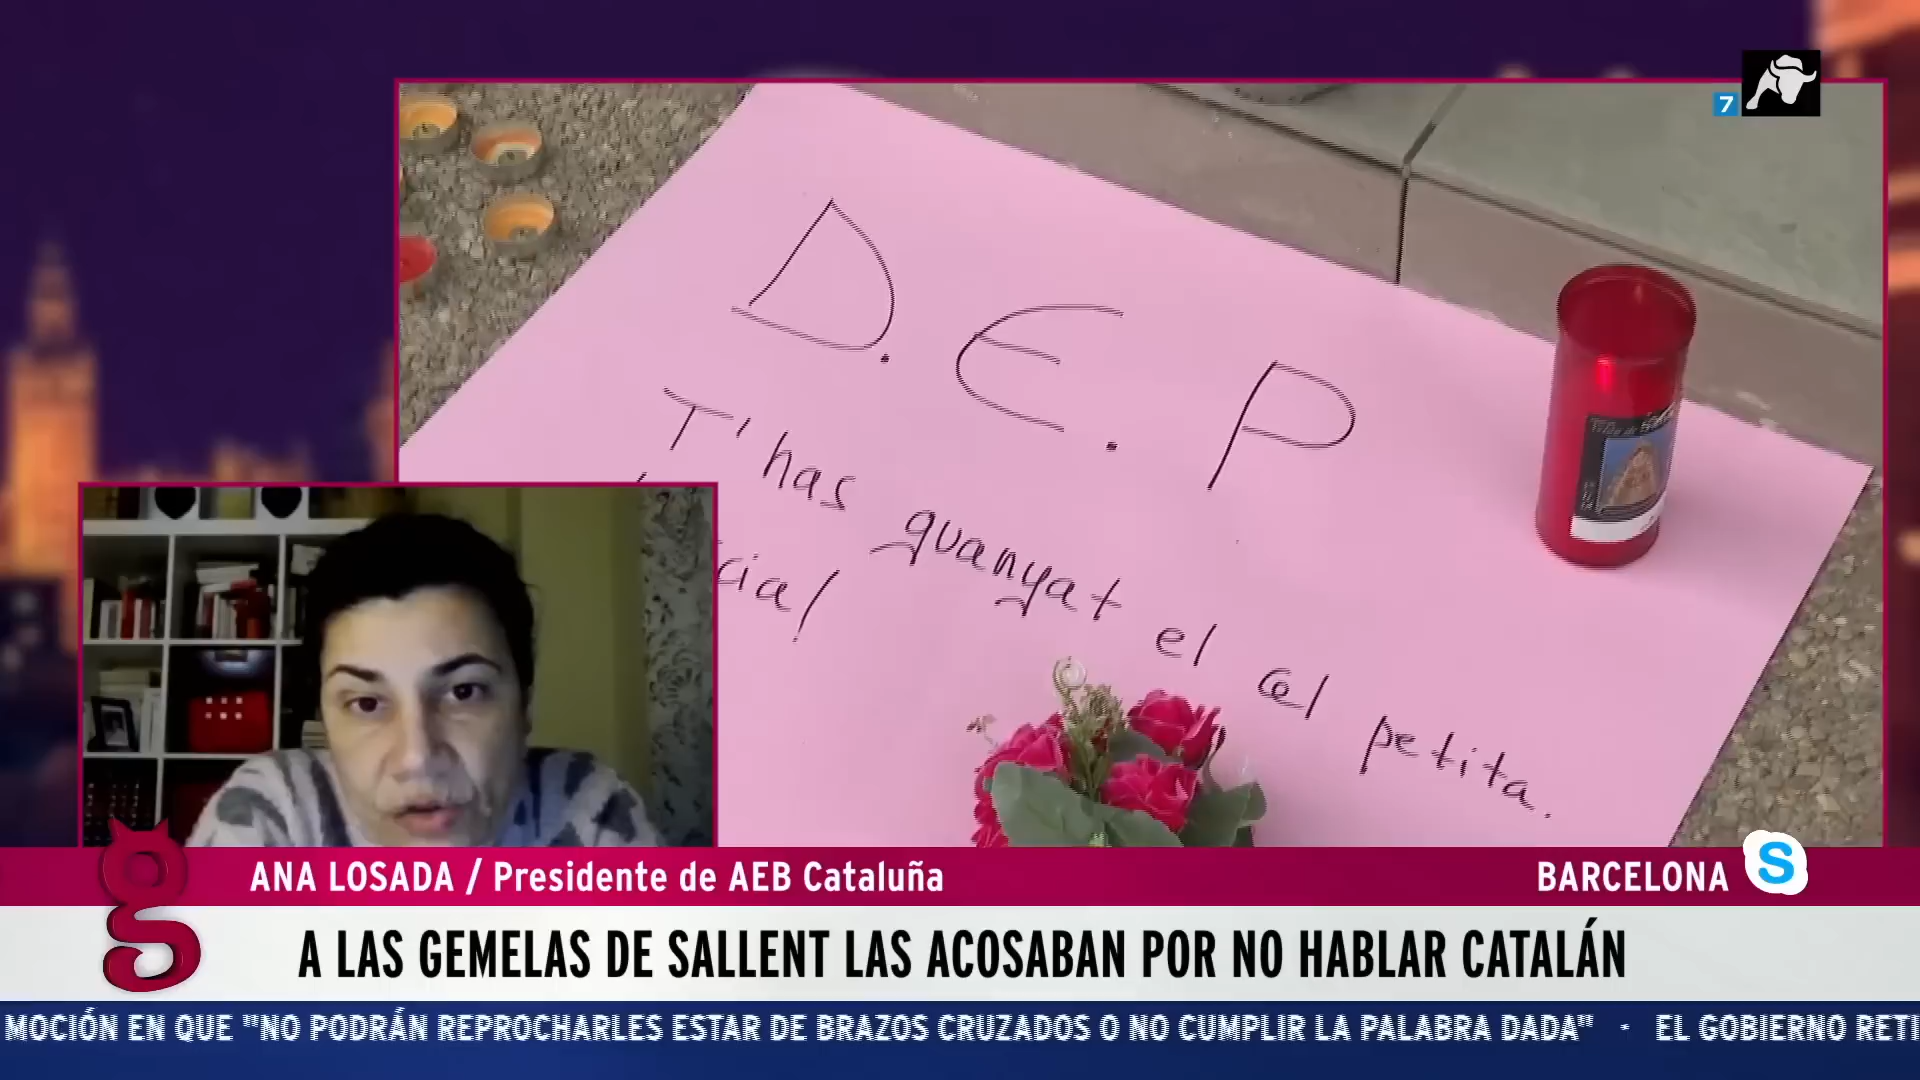 7
D. E. P
T'has guanyat el cel petita.
cial
ANA LOSADA / Presidente de AEB Cataluña
BARCELONA
S
g
A LAS GEMELAS DE SALLENT LAS ACOSABAN POR NO HABLAR CATALÁN
MOCIÓN EN QUE "NO PODRÁN REPROCHARLES ESTAR DE BRAZOS CRUZADOS O NO CUMPLIR LA PALABRA DADA" - EL GOBIERNO RETI